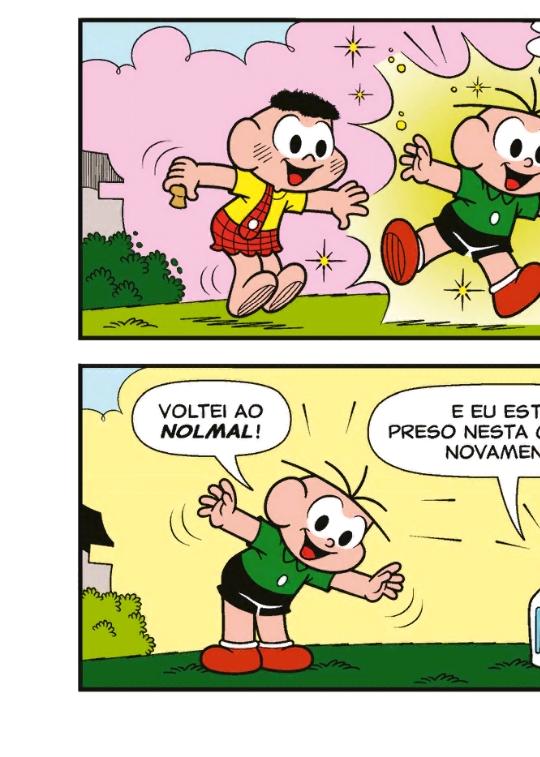 VOLTEI AO
NOLMAL!
E EU EST
PRESO NESTA
NOVAMEN